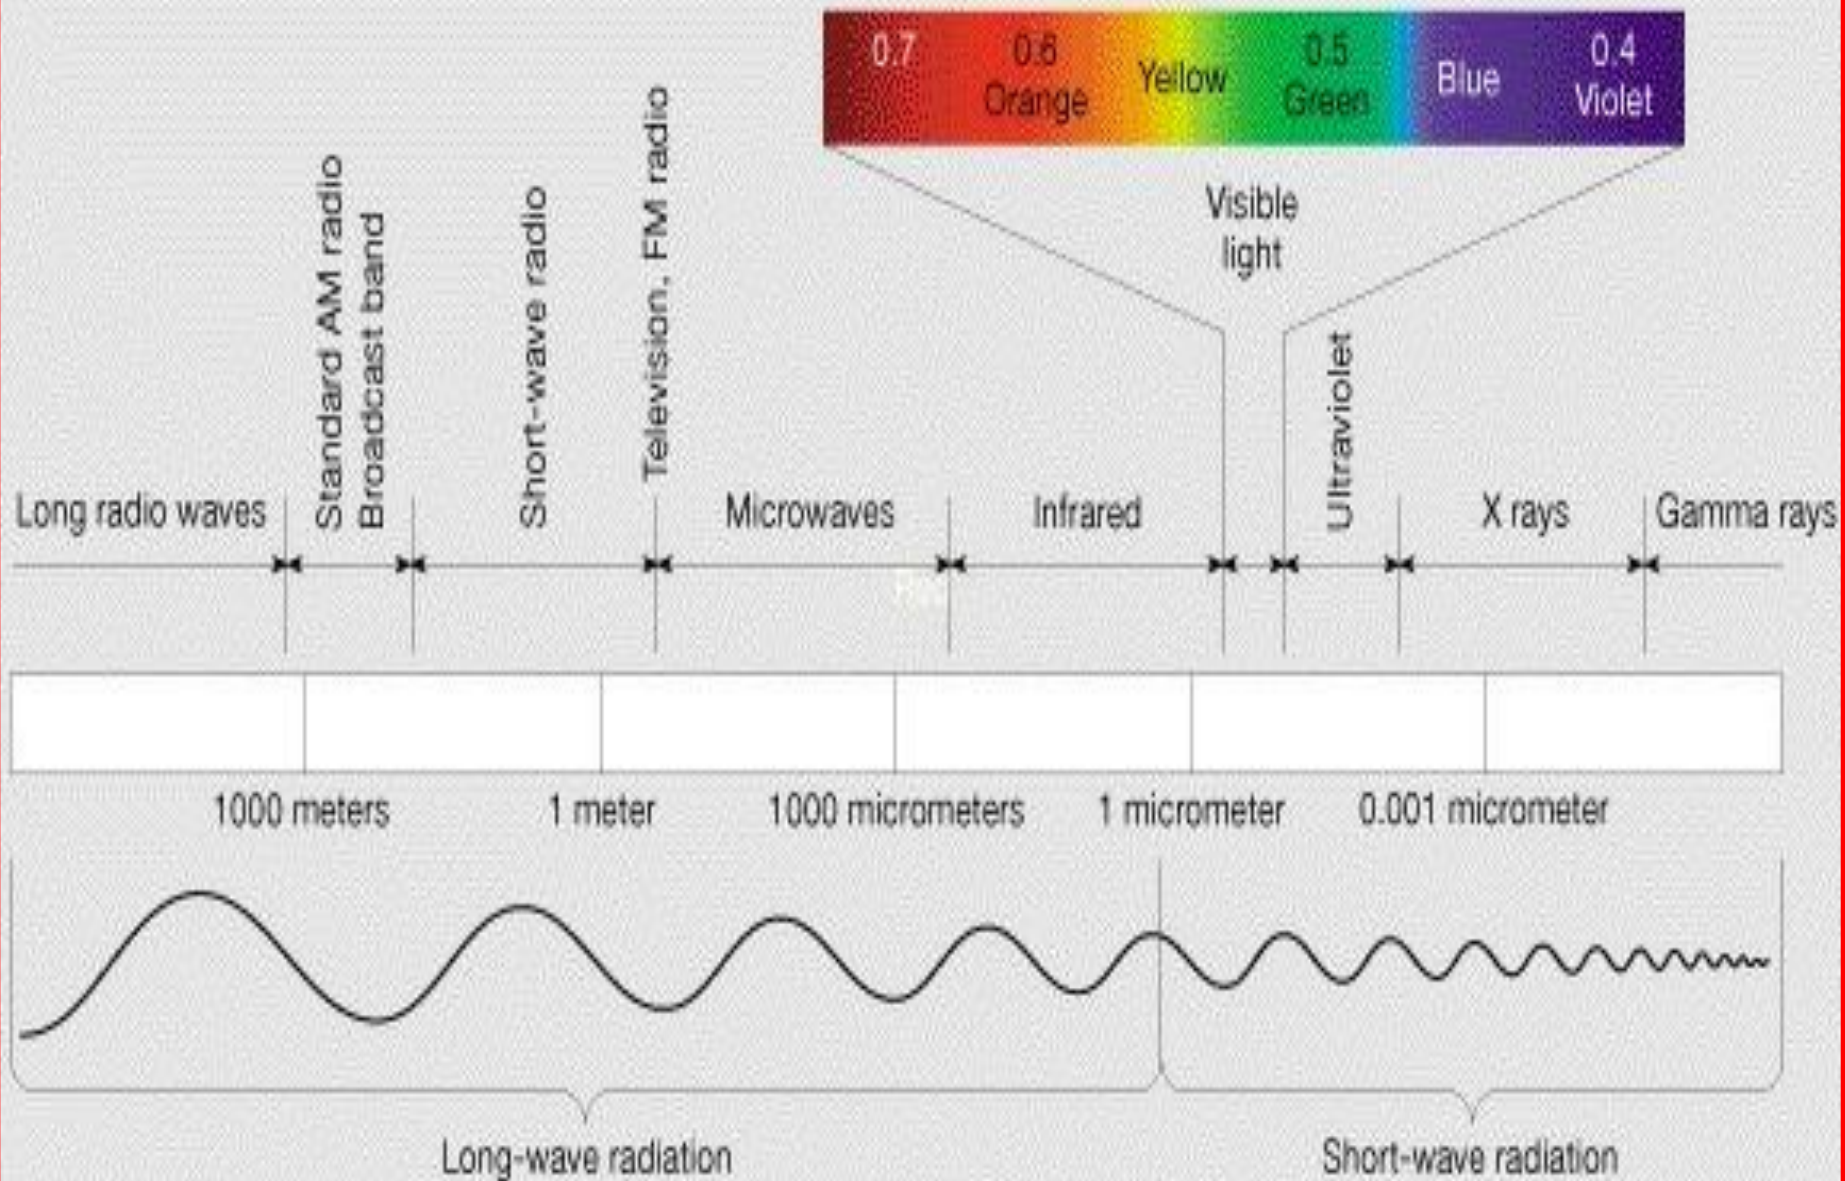 0.7
0.6
Orange
Yellow
0.5
Green
Blue
0.4
Violet
Visible
light
Long radio waves
Standard AM radio
Broadcast band
Short-wave radio
Television, FM radio
Microwaves
Infrared
Ultraviolet
X rays
Gamma rays
1000 meters
1 meter
1000 micrometers
1 micrometer
0.001 micrometer
Long-wave radiation
Short-wave radiation